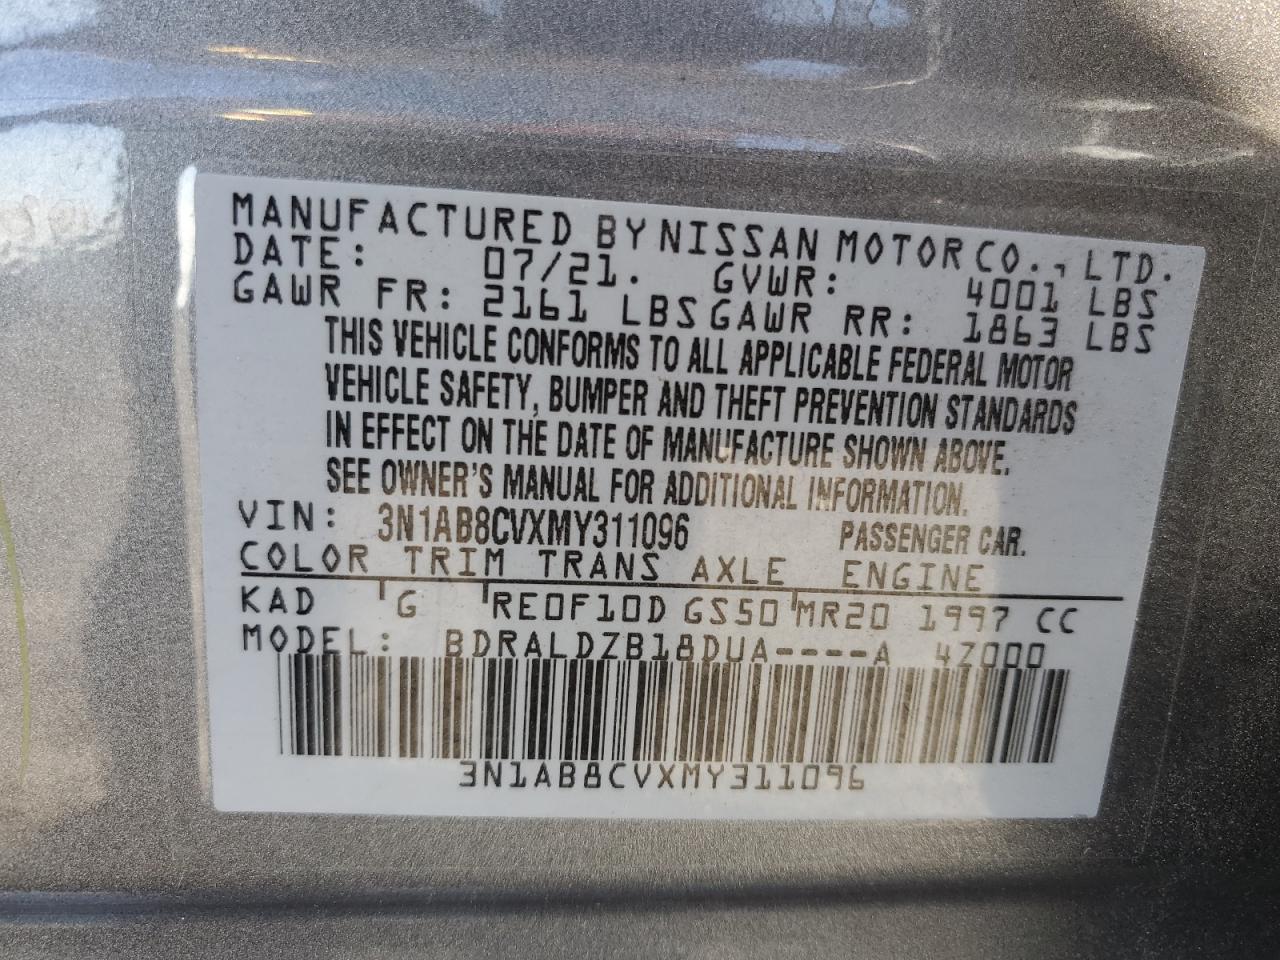 MANUFACTURED BY NISSAN MOTOR CO., LTD.
DATE: 07/21. GVWR: 4001 LBS
GAWR FR: 2161 LBS GAWR RR: 1863 LBS
THIS VEHICLE CONFORMS TO ALL APPLICABLE FEDERAL MOTOR
VEHICLE SAFETY, BUMPER AND THEFT PREVENTION STANDARDS
IN EFFECT ON THE DATE OF MANUFACTURE SHOWN ABOVE.
SEE OWNER'S MANUAL FOR ADDITIONAL INFORMATION.
VIN: 3N1AB8CVXMY311096 PASSENGER CAR.
COLOR TRIM TRANS AXLE ENGINE
KAD G RE0F10D GS50 MR20 1997 CC
MODEL: BDRALDZB18DUA----A 4Z000
3N1AB8CVXMY311096